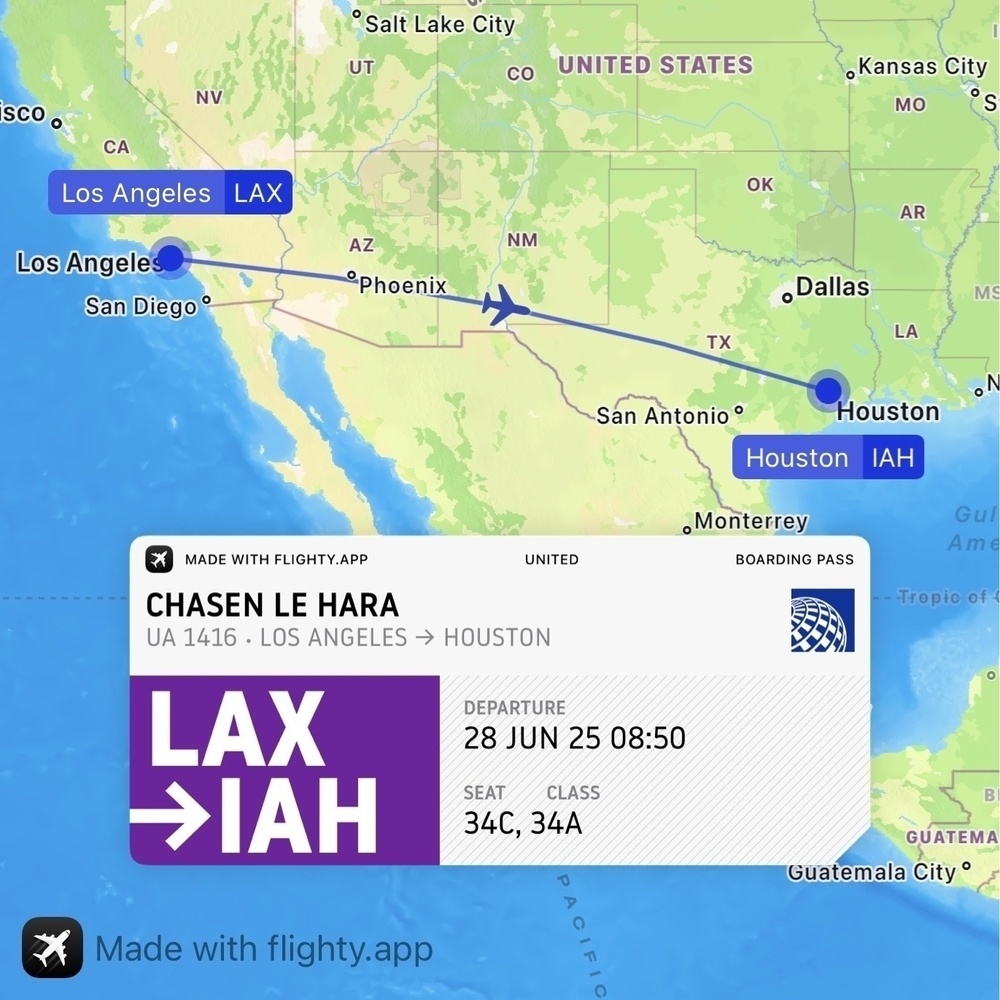 Salt Lake City
UT
CO
UNITED STATES
Kansas City
NV
MO
isco
S
CA
OK
Los Angeles LAX
AR
AZ
NM
Los Angeles
Phoenix
Dallas
MS
San Diego
LA
TX
N
San Antonio
Houston
Houston IAH
Gul
Ame
Monterrey
MADE WITH FLIGHTY.APP UNITED BOARDING PASS
Tropic of C
CHASEN LE HARA
UA 1416 · LOS ANGELES → HOUSTON
LAX
→IAH
DEPARTURE
28 JUN 25 08:50
SEAT CLASS
34C, 34A
BE
GUATEMA
Guatemala City
PACIFIC
Made with flighty.app